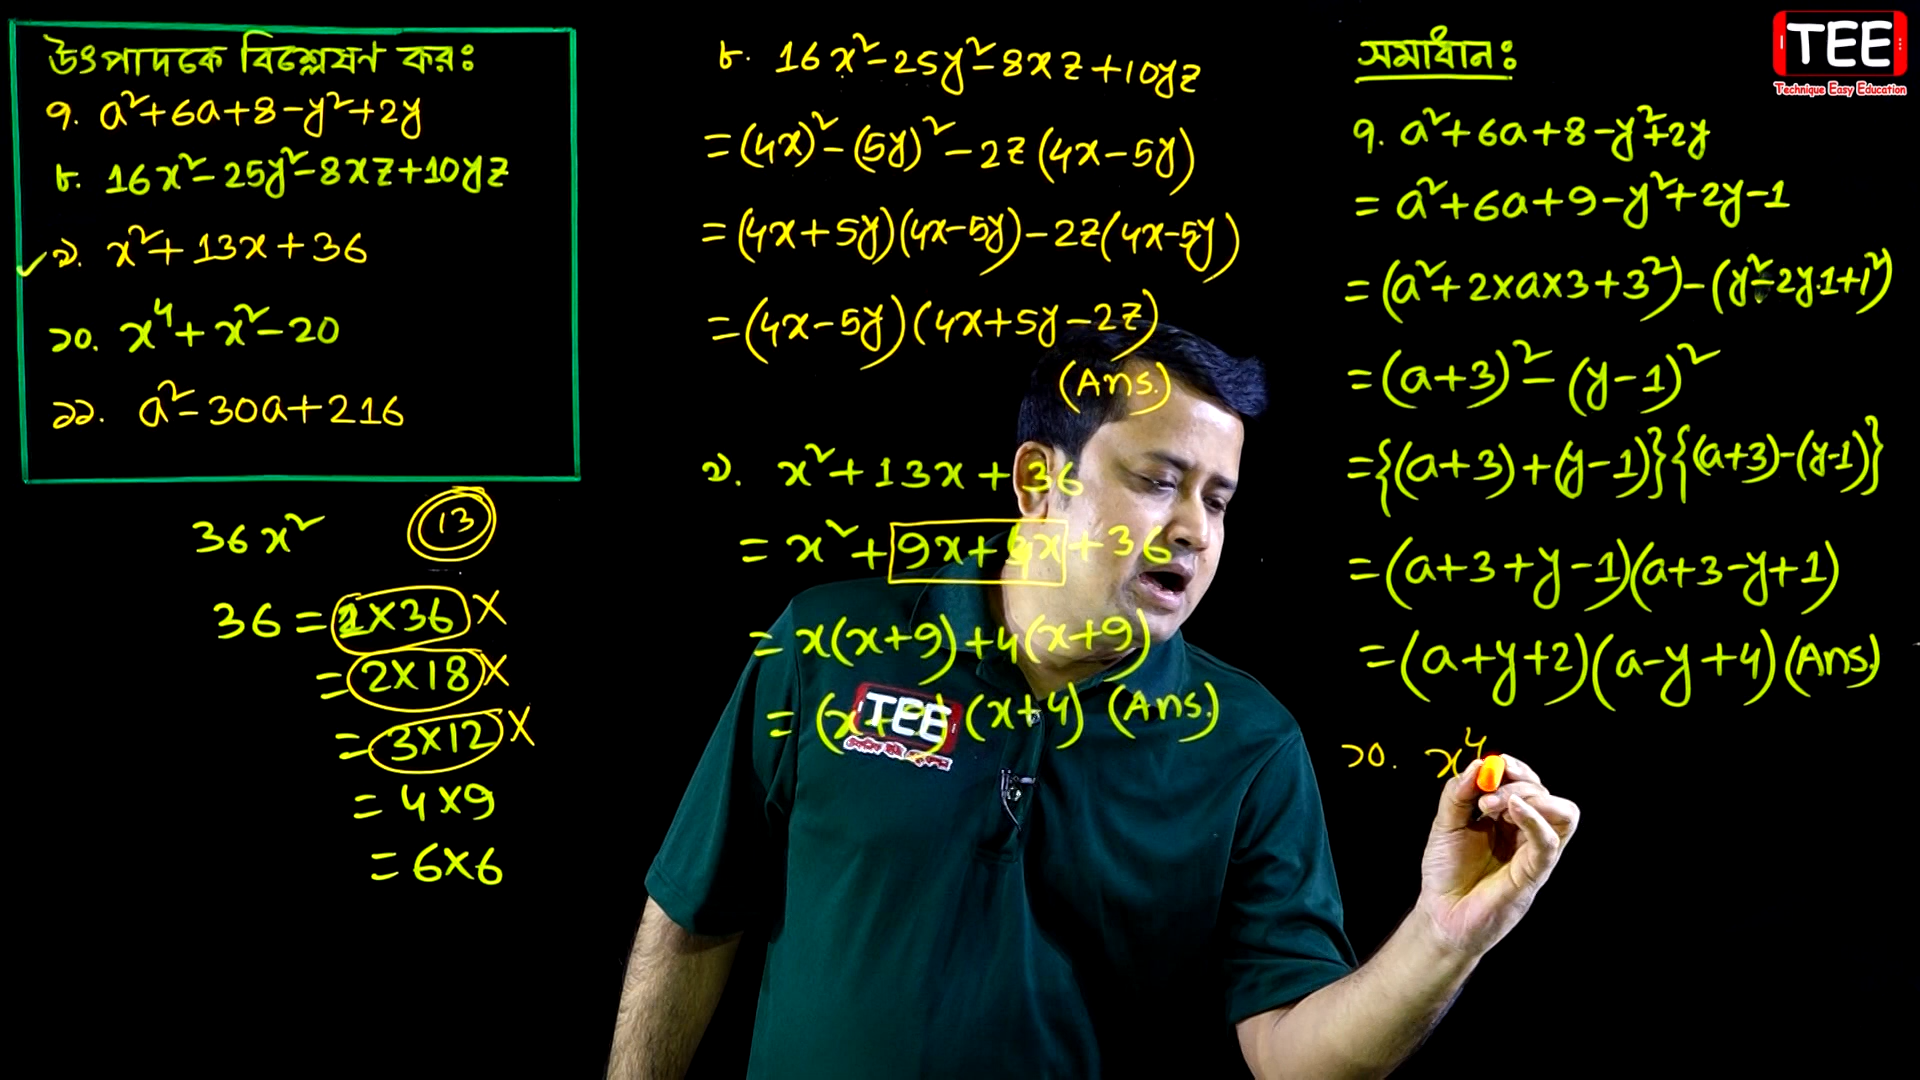 উৎপাদকে বিশ্লেষণ করঃ
৭. a²+6a+8-y²+2y
৮. 16x²-25y²-8xz+10yz
৯. x²+13x+36
১০. x⁴+x²-20
১১. a²-30a+216
36x² 13
36 = 1×36 ×
= 2×18 ×
= 3×12 ×
= 4×9
= 6×6
৮. 16x²-25y²-8xz+10yz
= (4x)²-(5y)²-2z(4x-5y)
= (4x+5y)(4x-5y)-2z(4x-5y)
= (4x-5y)(4x+5y-2z)
(Ans.)
৯. x²+13x+36
= x²+9x+4x+36
= x(x+9)+4(x+9)
= (x+9)(x+4) (Ans.)
TEE
সমাধানঃ
৭. a²+6a+8-y²+2y
= a²+6a+9-y²+2y-1
= (a²+2×a×3+3²)-(y²-2y.1+1²)
= (a+3)²-(y-1)²
= {(a+3)+(y-1)}{(a+3)-(y-1)}
= (a+3+y-1)(a+3-y+1)
= (a+y+2)(a-y+4) (Ans.)
১০. x⁴
TEE
Technique Easy Education